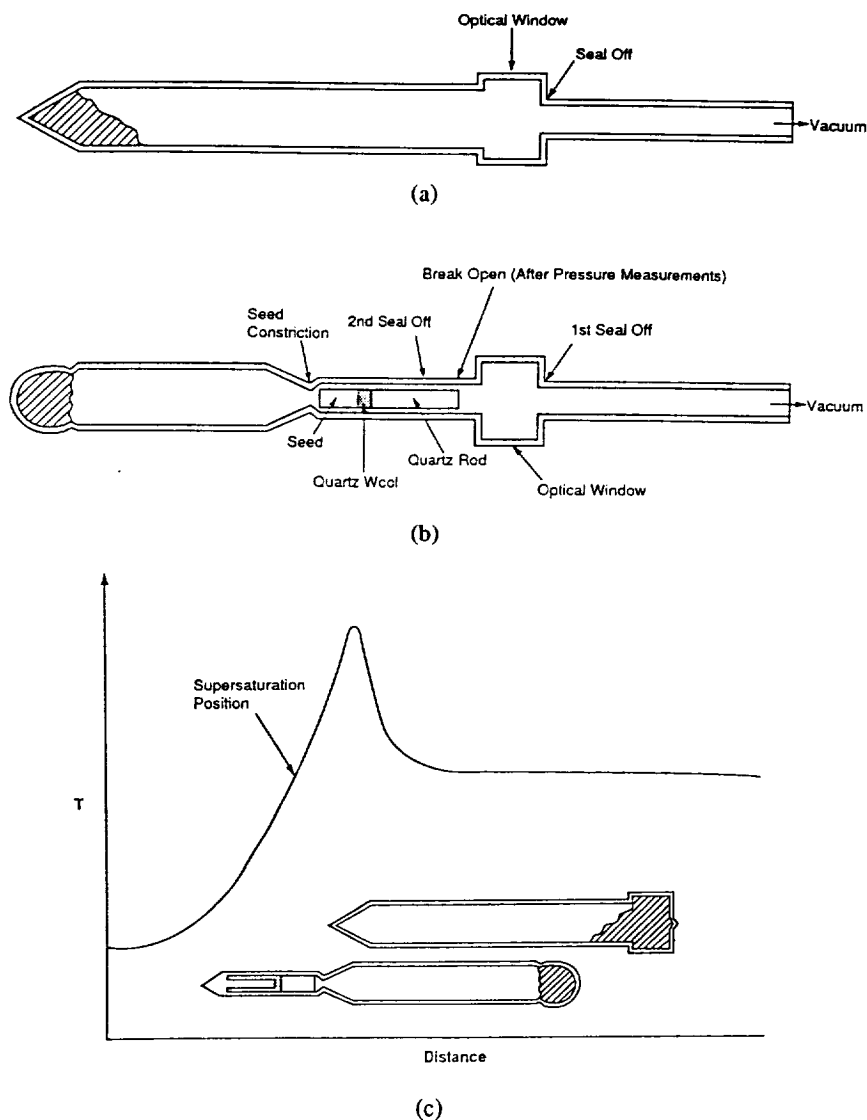 Optical Window
Seal Off
Vacuum
(a)
Break Open (After Pressure Measurements)
Seed
Constriction
2nd Seal Off
1st Seal Off
Vacuum
Seed
Quartz Wool
Quartz Rod
Optical Window
(b)
Supersaturation
Position
T
Distance
(c)